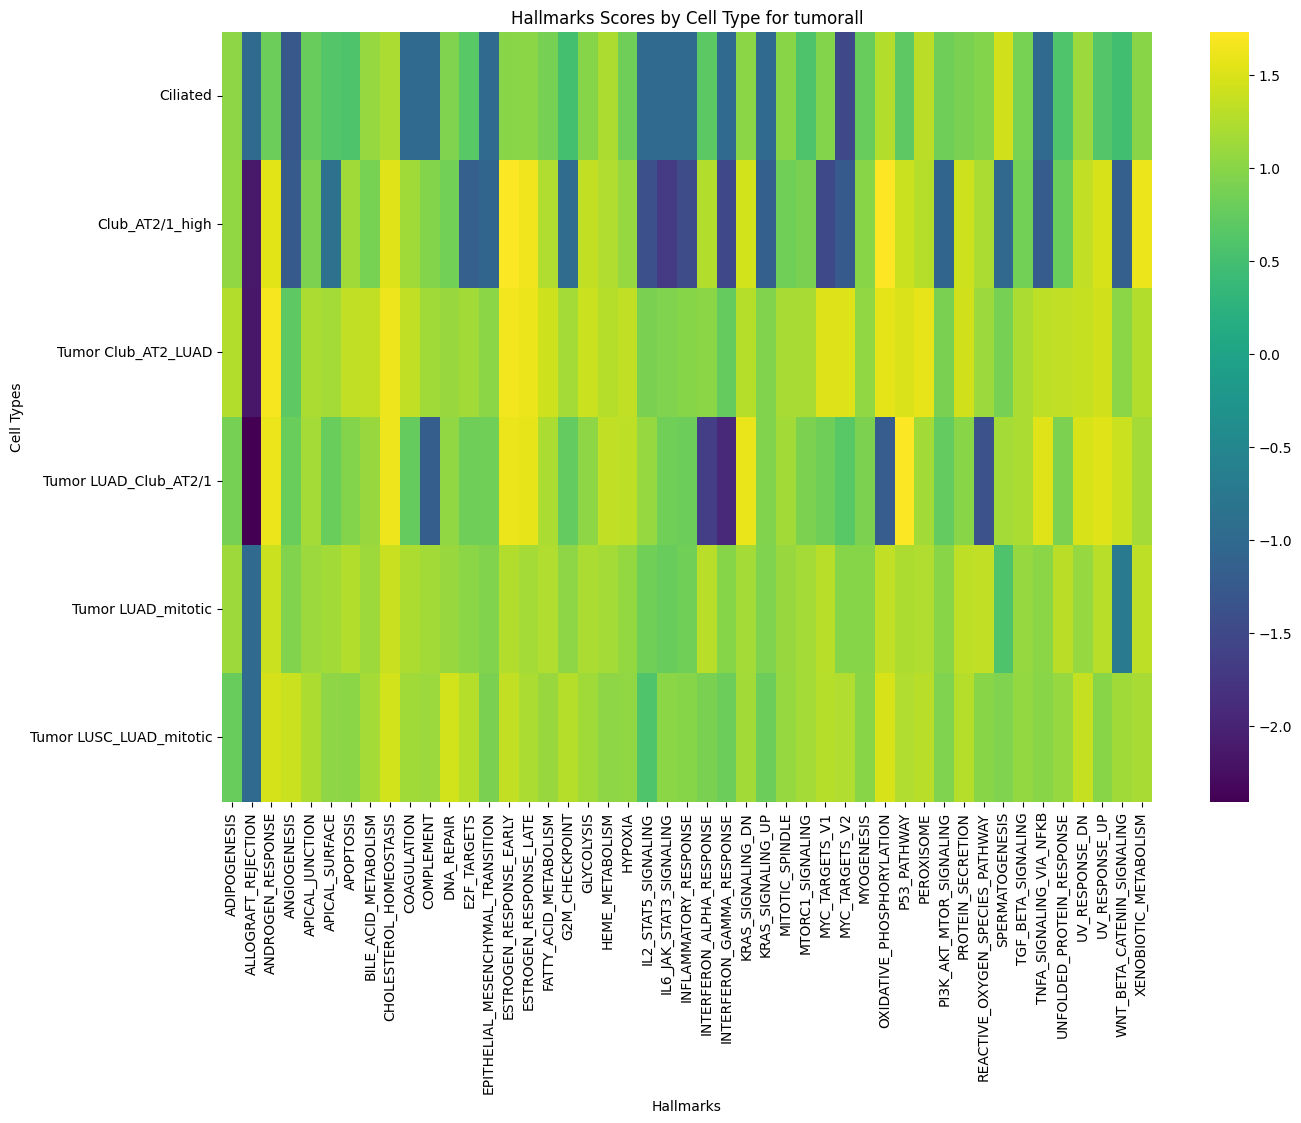 Hallmarks Scores by Cell Type for tumorall
Cell Types
Ciliated
Club_AT2/1_high
Tumor Club_AT2_LUAD
Tumor LUAD_Club_AT2/1
Tumor LUAD_mitotic
Tumor LUSC_LUAD_mitotic
1.5
1.0
0.5
0.0
−0.5
−1.0
−1.5
−2.0
ADIPOGENESIS
ALLOGRAFT_REJECTION
ANDROGEN_RESPONSE
ANGIOGENESIS
APICAL_JUNCTION
APICAL_SURFACE
APOPTOSIS
BILE_ACID_METABOLISM
CHOLESTEROL_HOMEOSTASIS
COAGULATION
COMPLEMENT
DNA_REPAIR
E2F_TARGETS
EPITHELIAL_MESENCHYMAL_TRANSITION
ESTROGEN_RESPONSE_EARLY
ESTROGEN_RESPONSE_LATE
FATTY_ACID_METABOLISM
G2M_CHECKPOINT
GLYCOLYSIS
HEME_METABOLISM
HYPOXIA
IL2_STAT5_SIGNALING
IL6_JAK_STAT3_SIGNALING
INFLAMMATORY_RESPONSE
INTERFERON_ALPHA_RESPONSE
INTERFERON_GAMMA_RESPONSE
KRAS_SIGNALING_DN
KRAS_SIGNALING_UP
MITOTIC_SPINDLE
MTORC1_SIGNALING
MYC_TARGETS_V1
MYC_TARGETS_V2
MYOGENESIS
OXIDATIVE_PHOSPHORYLATION
P53_PATHWAY
PEROXISOME
PI3K_AKT_MTOR_SIGNALING
PROTEIN_SECRETION
REACTIVE_OXYGEN_SPECIES_PATHWAY
SPERMATOGENESIS
TGF_BETA_SIGNALING
TNFA_SIGNALING_VIA_NFKB
UNFOLDED_PROTEIN_RESPONSE
UV_RESPONSE_DN
UV_RESPONSE_UP
WNT_BETA_CATENIN_SIGNALING
XENOBIOTIC_METABOLISM
Hallmarks